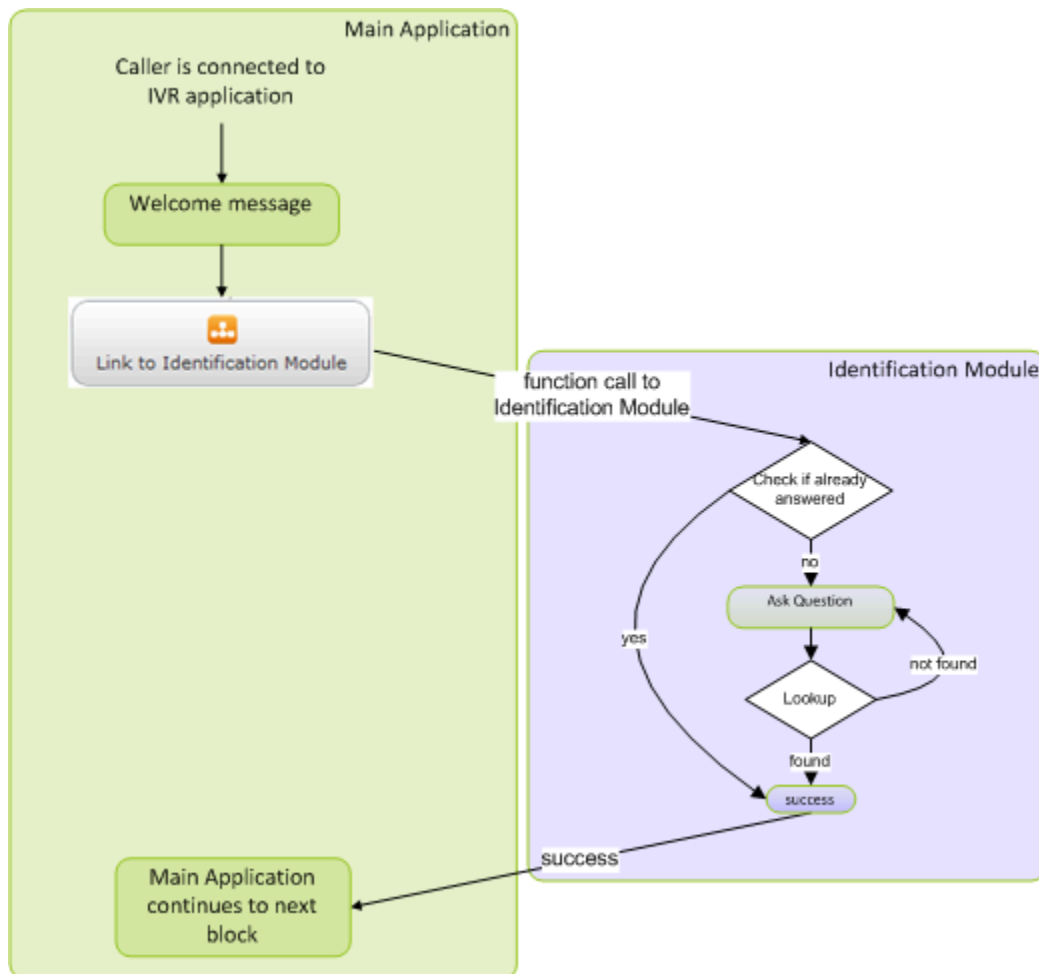 Main Application
Caller is connected to
IVR application
Welcome message
Link to Identification Module
function call to
Identification Module
Identification Module
Check if already
answered
no
Ask Question
yes
not found
Lookup
found
success
success
Main Application
continues to next
block